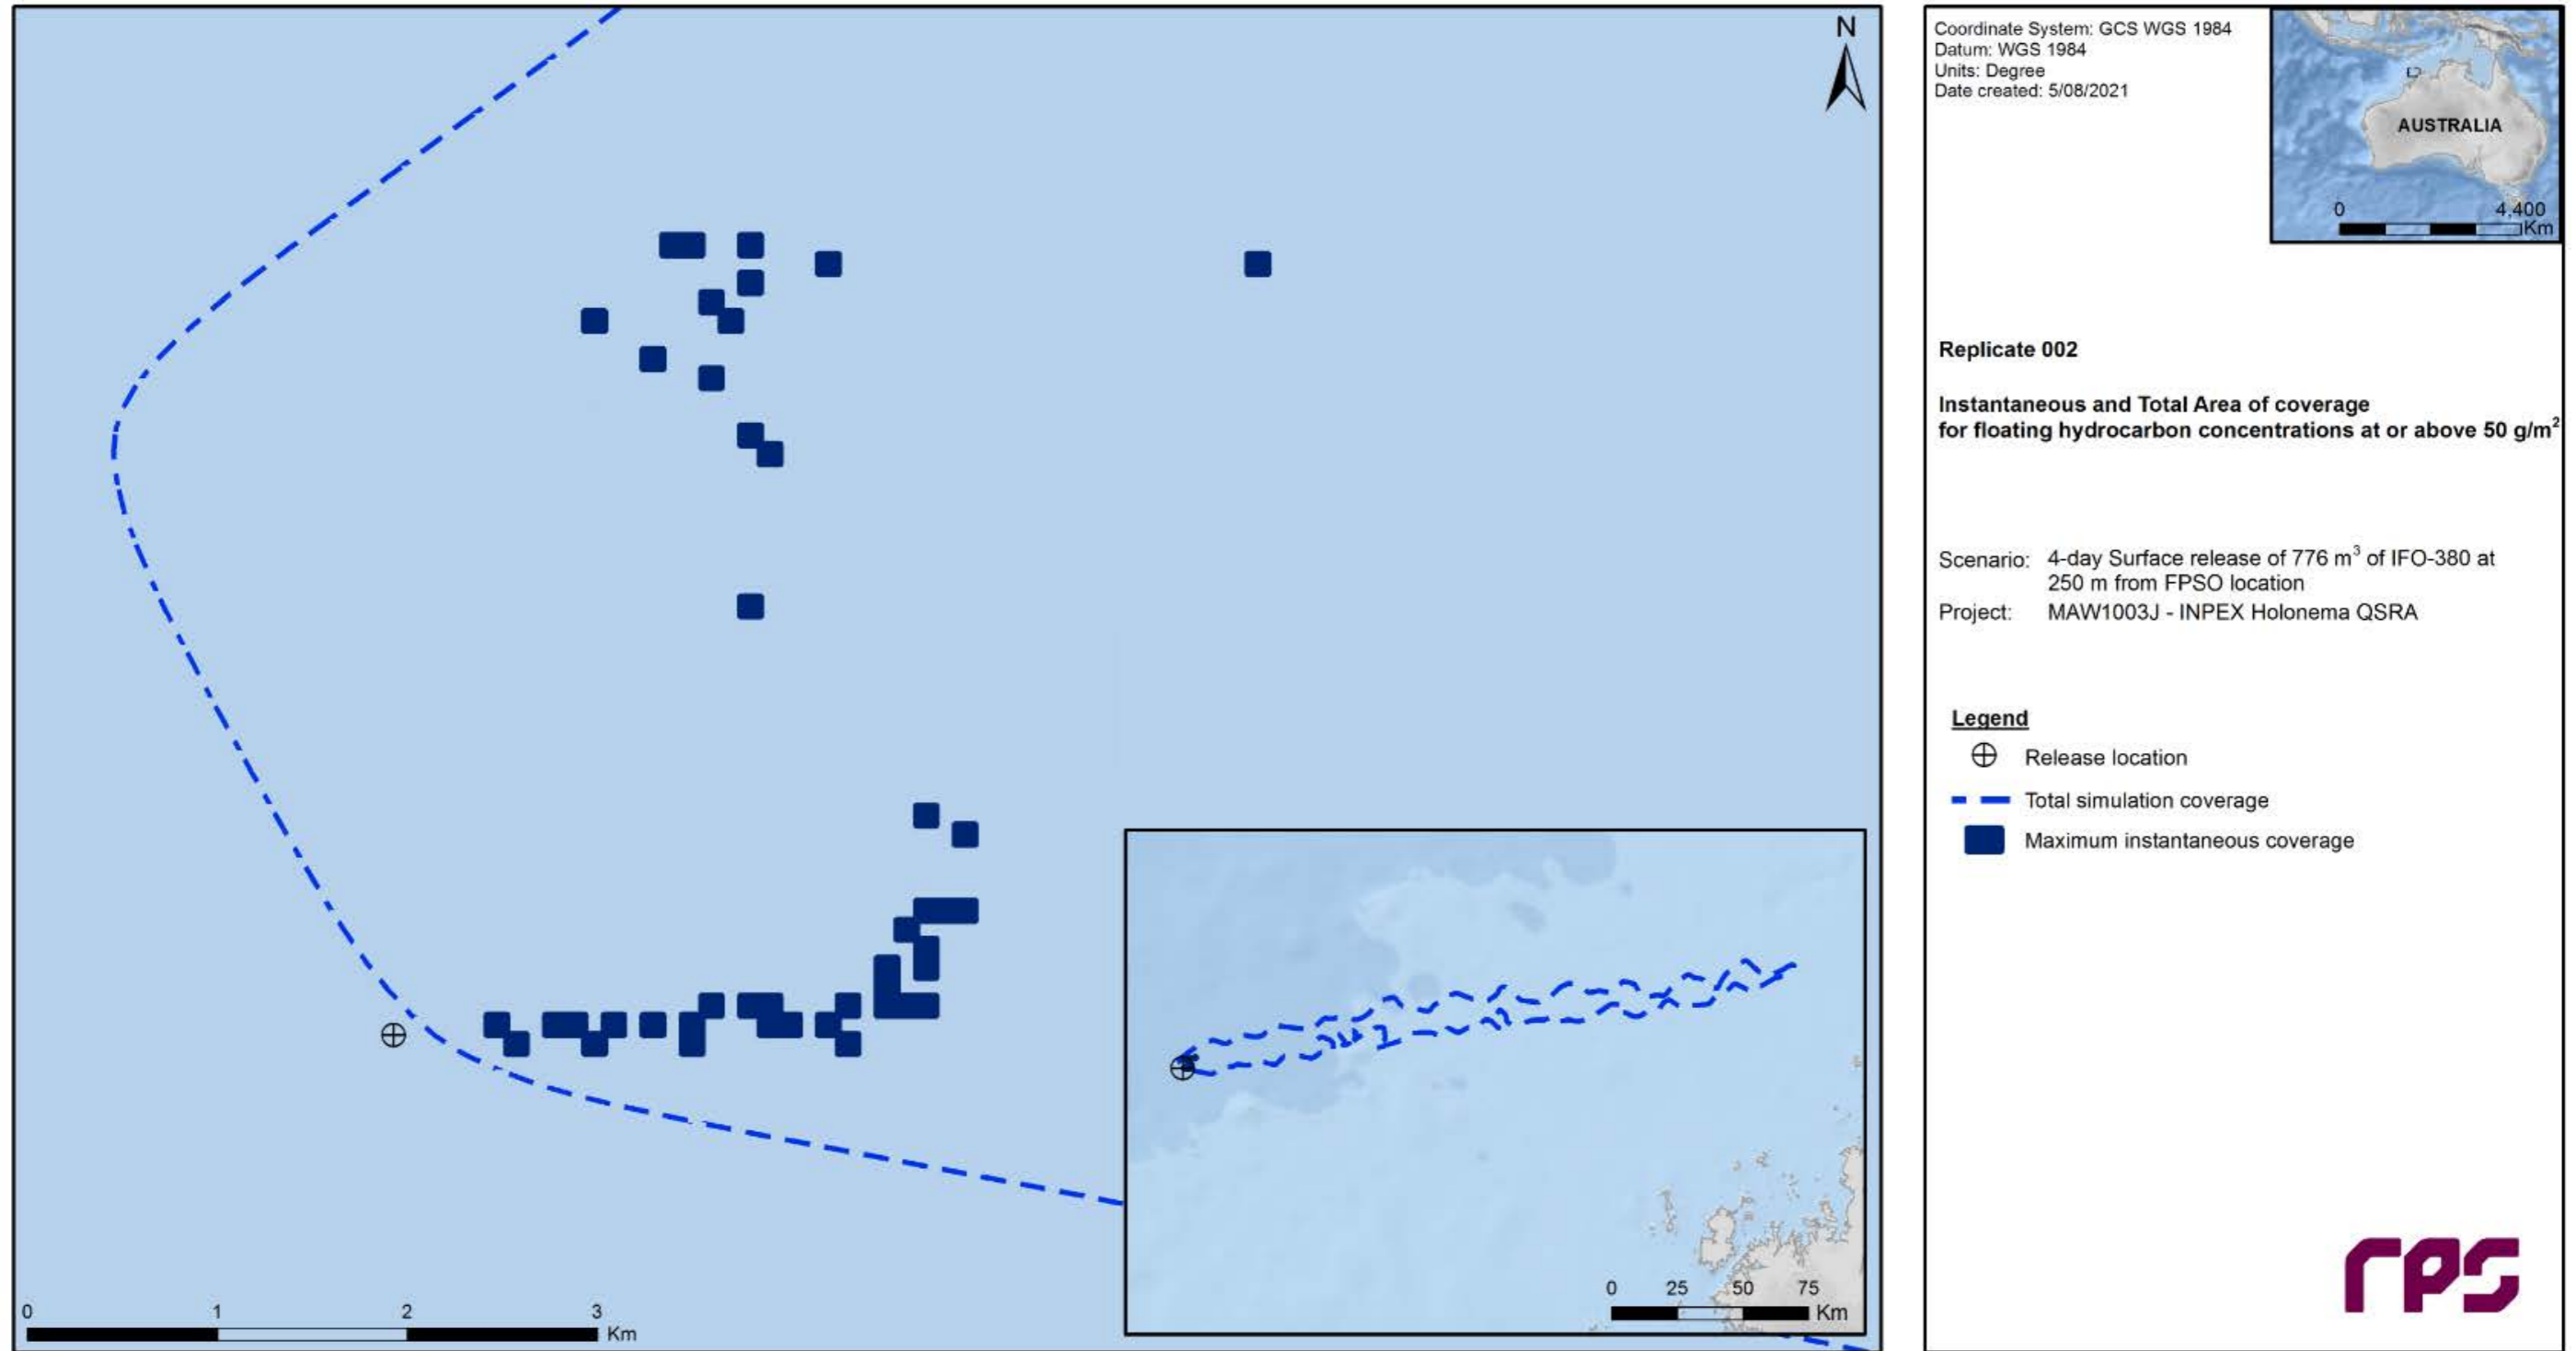 N
0 1 2 3
Km
0 25 50 75
Km
Coordinate System: GCS WGS 1984
Datum: WGS 1984
Units: Degree
Date created: 5/08/2021
AUSTRALIA
0 4,400
Km
Replicate 002
Instantaneous and Total Area of coverage
for floating hydrocarbon concentrations at or above 50 g/m²
Scenario: 4-day Surface release of 776 m³ of IFO-380 at
250 m from FPSO location
Project: MAW1003J - INPEX Holonema QSRA
Legend
Release location
Total simulation coverage
Maximum instantaneous coverage
rps